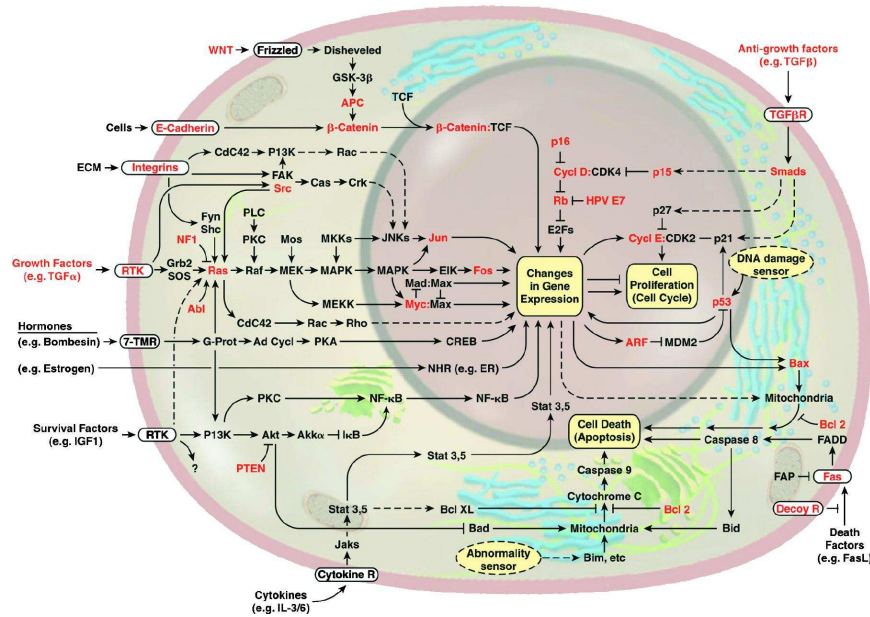 WNT
Frizzled
Disheveled
GSK-3β
APC
TCF
Cells
E-Cadherin
β-Catenin
β-Catenin:TCF
Anti-growth factors
(e.g. TGFβ)
TGFβR
Smads
p16
Cycl D:CDK4
p15
Rb
HPV E7
E2Fs
p27
Cycl E:CDK2
p21
DNA damage
sensor
CdC42
P13K
Rac
ECM
Integrins
FAK
Src
Cas
Crk
Fyn
Shc
PLC
NF1
PKC
Mos
MKKs
JNKs
Jun
Growth Factors
(e.g. TGFα)
RTK
Grb2
SOS
Ras
Raf
MEK
MAPK
MAPK
ElK
Fos
Changes
in Gene
Expression
Cell
Proliferation
(Cell Cycle)
Mad:Max
Abl
MEKK
Myc:Max
p53
CdC42
Rac
Rho
Hormones
(e.g. Bombesin)
7-TMR
G-Prot
Ad Cycl
PKA
CREB
ARF
MDM2
(e.g. Estrogen)
NHR (e.g. ER)
Bax
PKC
NF-κB
NF-κB
Stat 3,5
Mitochondria
Cell Death
(Apoptosis)
Bcl 2
Survival Factors
(e.g. IGF1)
RTK
P13K
Akt
Akkα
IκB
Caspase 8
FADD
?
PTEN
Stat 3,5
Caspase 9
FAP
Fas
Cytochrome C
Stat 3,5
Bcl XL
Bcl 2
Decoy R
Bad
Mitochondria
Bid
Death
Factors
(e.g. FasL)
Jaks
Abnormality
sensor
Bim, etc
Cytokine R
Cytokines
(e.g. IL-3/6)